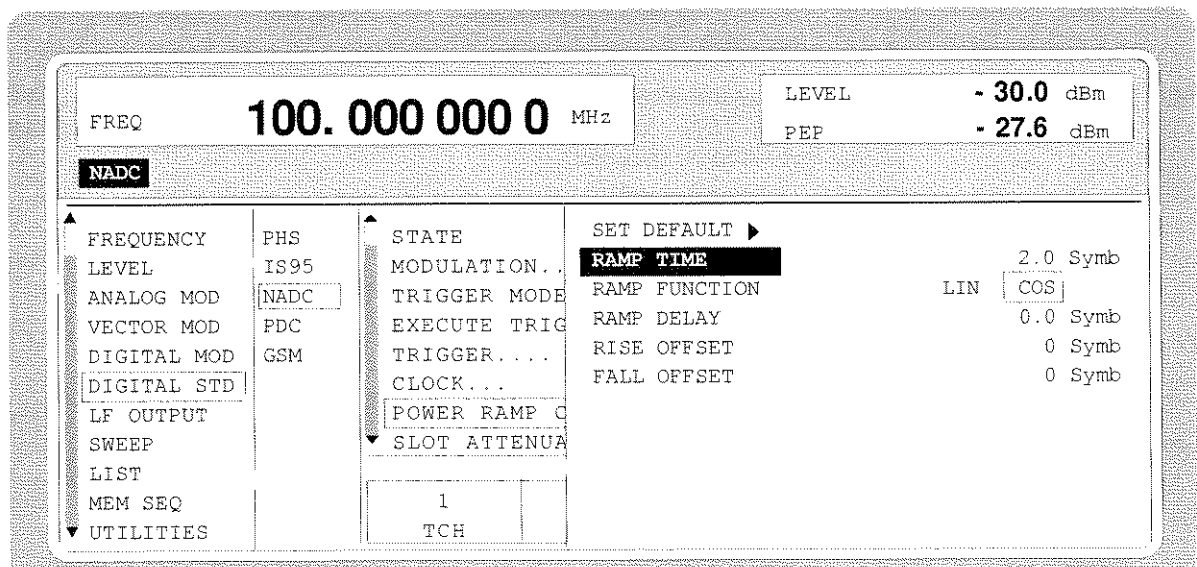 FREQ 100. 000 000 0 MHz
LEVEL - 30.0 dBm
PEP - 27.6 dBm
NADC
FREQUENCY
LEVEL
ANALOG MOD
VECTOR MOD
DIGITAL MOD
DIGITAL STD
LF OUTPUT
SWEEP
LIST
MEM SEQ
UTILITIES
PHS
IS95
NADC
PDC
GSM
STATE
MODULATION..
TRIGGER MODE
EXECUTE TRIG
TRIGGER....
CLOCK...
POWER RAMP C
SLOT ATTENUA
1
TCH
SET DEFAULT ▶
RAMP TIME 2.0 Symb
RAMP FUNCTION LIN COS
RAMP DELAY 0.0 Symb
RISE OFFSET 0 Symb
FALL OFFSET 0 Symb